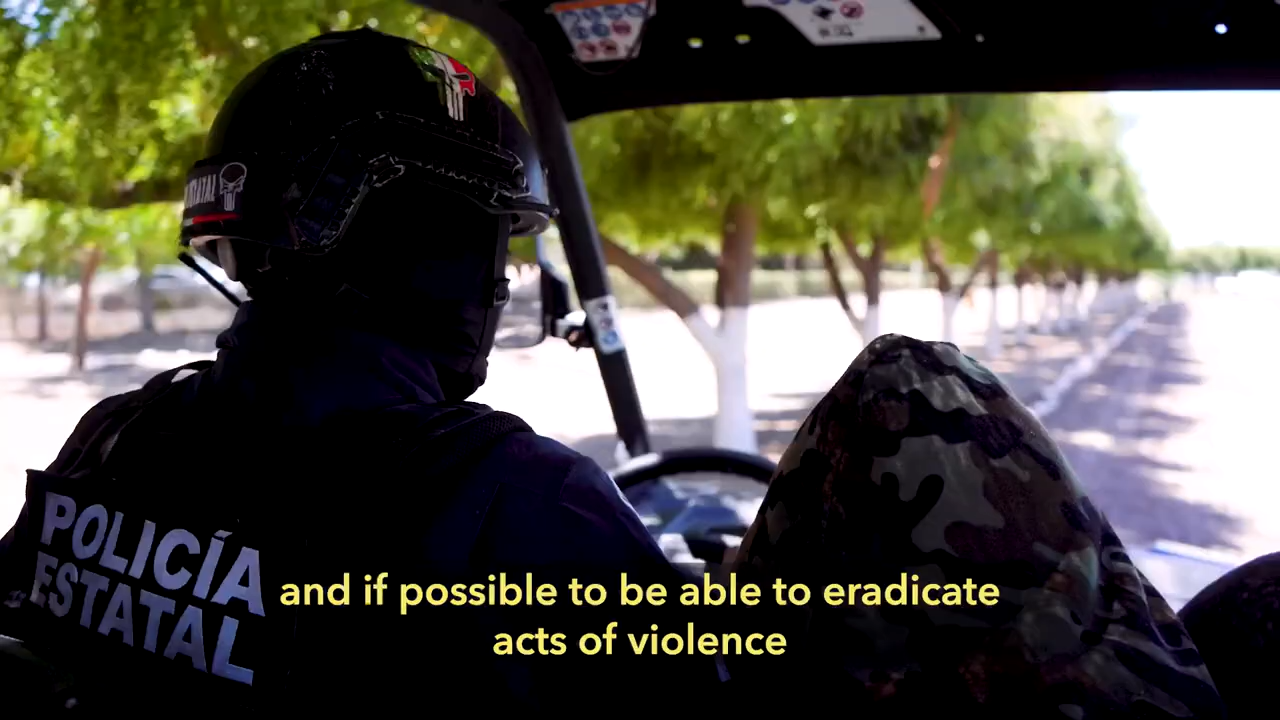 POLICÍA
ESTATAL
and if possible to be able to eradicate
acts of violence